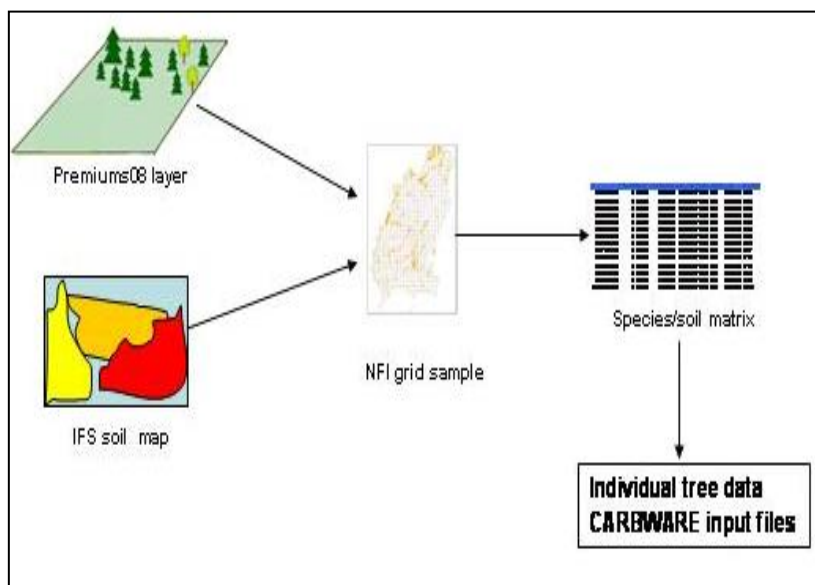 Premiums08 layer
IFS soil map
NFI grid sample
Species/soil matrix
Individual tree data
CARBWARE input files